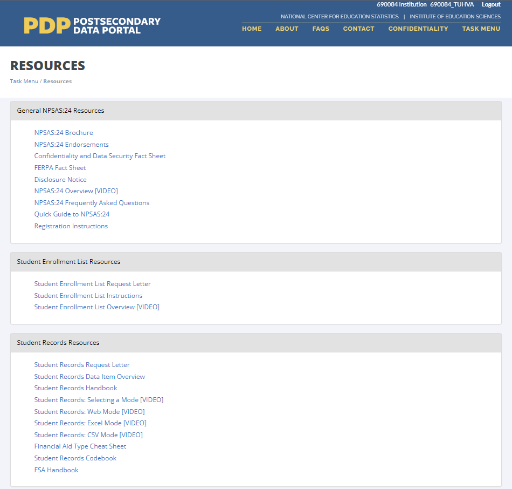 690084 Institution 690084_TUHVA Logout
PDP POSTSECONDARY DATA PORTAL
NATIONAL CENTER FOR EDUCATION STATISTICS | INSTITUTE OF EDUCATION SCIENCES
HOME ABOUT FAQS CONTACT CONFIDENTIALITY TASK MENU
RESOURCES
Task Menu / Resources
General NPSAS:24 Resources
NPSAS:24 Brochure
NPSAS:24 Endorsements
Confidentiality and Data Security Fact Sheet
FERPA Fact Sheet
Disclosure Notice
NPSAS:24 Overview [VIDEO]
NPSAS:24 Frequently Asked Questions
Quick Guide to NPSAS:24
Registration Instructions
Student Enrollment List Resources
Student Enrollment List Request Letter
Student Enrollment List Instructions
Student Enrollment List Overview [VIDEO]
Student Records Resources
Student Records Request Letter
Student Records Data Item Overview
Student Records Handbook
Student Records: Selecting a Mode [VIDEO]
Student Records: Web Mode [VIDEO]
Student Records: Excel Mode [VIDEO]
Student Records: CSV Mode [VIDEO]
Financial Aid Type Cheat Sheet
Student Records Codebook
FSA Handbook